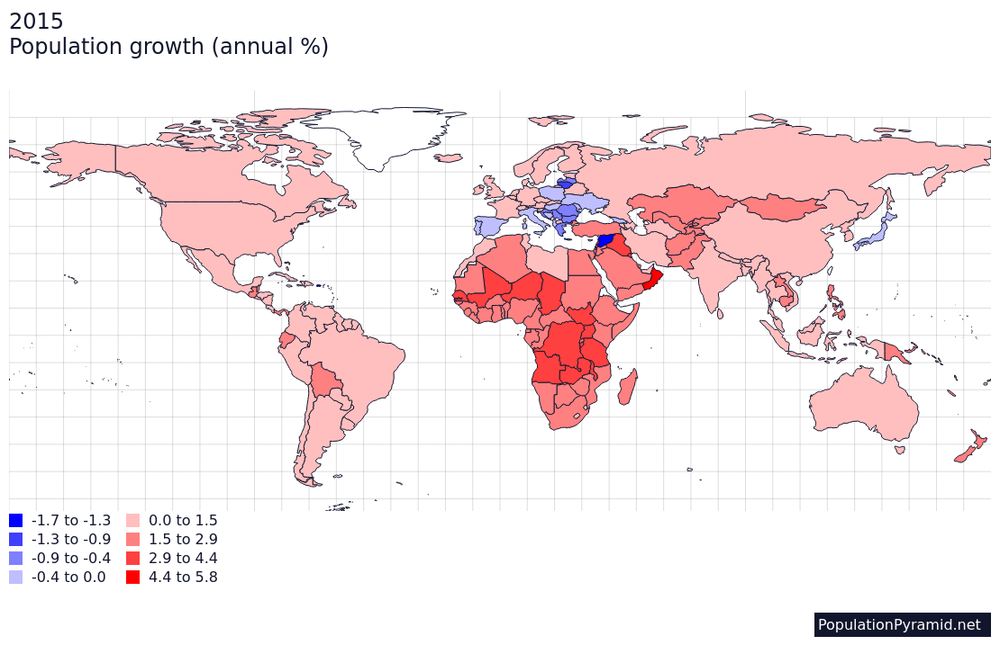 2015
Population growth (annual %)
-1.7 to -1.3
-1.3 to -0.9
-0.9 to -0.4
-0.4 to 0.0
0.0 to 1.5
1.5 to 2.9
2.9 to 4.4
4.4 to 5.8
PopulationPyramid.net